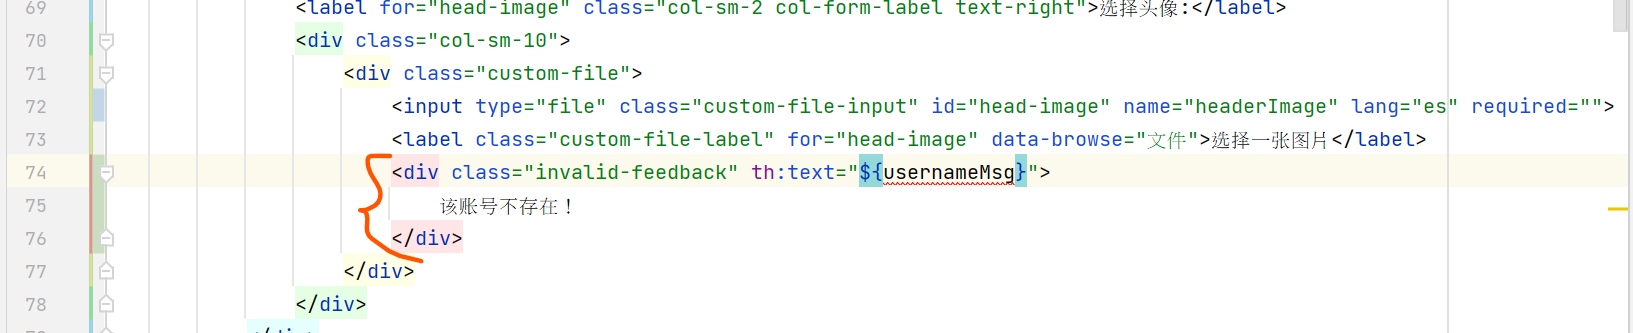 69 <label for="head-image" class="col-sm-2 col-form-label text-right">选择头像:</label>
70 <div class="col-sm-10">
71 <div class="custom-file">
72 <input type="file" class="custom-file-input" id="head-image" name="headerImage" lang="es" required="">
73 <label class="custom-file-label" for="head-image" data-browse="文件">选择一张图片</label>
74 <div class="invalid-feedback" th:text="${usernameMsg}">
75 该账号不存在！
76 </div>
77 </div>
78 </div>